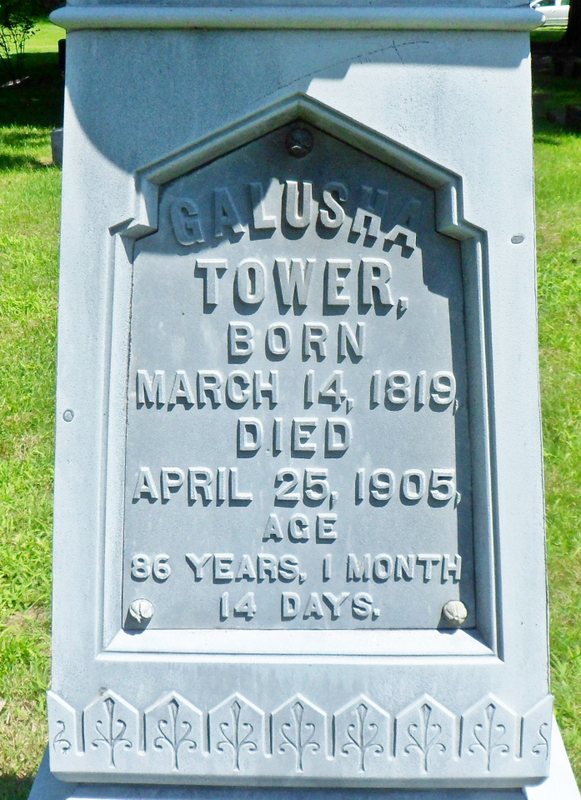 GALUSHA
TOWER,
BORN
MARCH 14, 1819,
DIED
APRIL 25, 1905,
AGE
86 YEARS, 1 MONTH
14 DAYS.